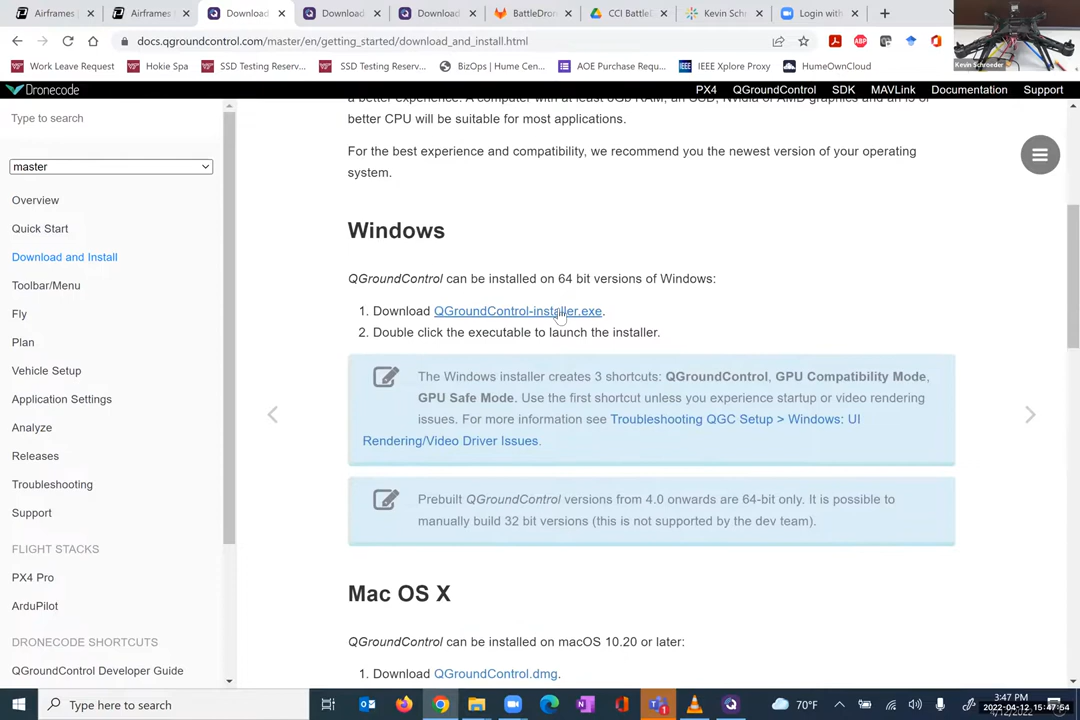 Airframes
Airframes
Download
Download
Download
BattleDron
CCI BattleD
Kevin Schr
Login with
docs.qgroundcontrol.com/master/en/getting_started/download_and_install.html
Kevin Schroeder
Work Leave Request
Hokie Spa
SSD Testing Reserv...
SSD Testing Reserv...
BizOps | Hume Cen...
AOE Purchase Requ...
IEEE Xplore Proxy
HumeOwnCloud
Dronecode
PX4
QGroundControl
SDK
MAVLink
Documentation
Support
Type to search
master
Overview
Quick Start
Download and Install
Toolbar/Menu
Fly
Plan
Vehicle Setup
Application Settings
Analyze
Releases
Troubleshooting
Support
FLIGHT STACKS
PX4 Pro
ArduPilot
DRONECODE SHORTCUTS
QGroundControl Developer Guide
better CPU will be suitable for most applications.
For the best experience and compatibility, we recommend you the newest version of your operating
system.
Windows
QGroundControl can be installed on 64 bit versions of Windows:
1. Download QGroundControl-installer.exe.
2. Double click the executable to launch the installer.
The Windows installer creates 3 shortcuts: QGroundControl, GPU Compatibility Mode,
GPU Safe Mode. Use the first shortcut unless you experience startup or video rendering
issues. For more information see Troubleshooting QGC Setup > Windows: UI
Rendering/Video Driver Issues.
Prebuilt QGroundControl versions from 4.0 onwards are 64-bit only. It is possible to
manually build 32 bit versions (this is not supported by the dev team).
Mac OS X
QGroundControl can be installed on macOS 10.20 or later:
1. Download QGroundControl.dmg.
Type here to search
70°F
3:47 PM
2022-04-12 15:47:54